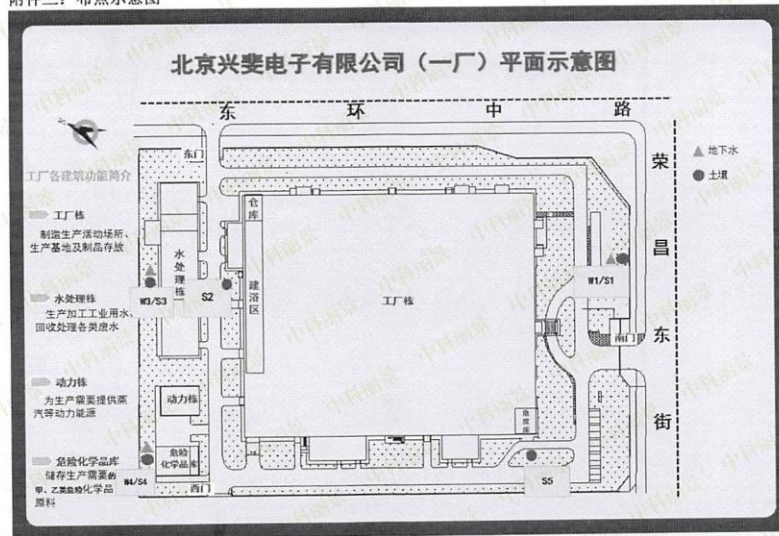 附件二：布点示意图
北京兴斐电子有限公司（一厂）平面示意图
东环中路
荣昌东街
地下水
土壤
东门
工厂各建筑功能简介
工厂栋
制造生产活动场所、
生产基地及制品存放
水处理栋
生产加工工业用水、
回收处理各类废水
动力栋
为生产需要提供蒸
汽等动力能源
危险化学品库
储存生产需要的
甲、乙类危险化学品
原料
水处理栋
W3/S3
S2
仓库
建浴区
工厂栋
W1/S1
南门
动力栋
危险
化学品库
W4/S4
西门
危废库
S5
中科丽景